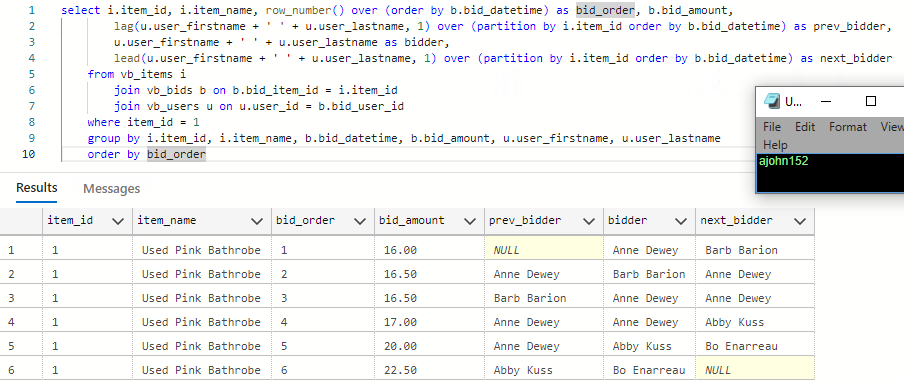 1 select i.item_id, i.item_name, row_number() over (order by b.bid_datetime) as bid_order, b.bid_amount,
2 lag(u.user_firstname + ' ' + u.user_lastname, 1) over (partition by i.item_id order by b.bid_datetime) as prev_bidder,
3 u.user_firstname + ' ' + u.user_lastname as bidder,
4 lead(u.user_firstname + ' ' + u.user_lastname, 1) over (partition by i.item_id order by b.bid_datetime) as next_bidder
5 from vb_items i
6 join vb_bids b on b.bid_item_id = i.item_id
7 join vb_users u on u.user_id = b.bid_user_id
8 where item_id = 1
9 group by i.item_id, i.item_name, b.bid_datetime, b.bid_amount, u.user_firstname, u.user_lastname
10 order by bid_order
U...
File Edit Format View
Help
ajohn152
Results Messages
item_id item_name bid_order bid_amount prev_bidder bidder next_bidder
1 1 Used Pink Bathrobe 1 16.00 NULL Anne Dewey Barb Barion
2 1 Used Pink Bathrobe 2 16.50 Anne Dewey Barb Barion Anne Dewey
3 1 Used Pink Bathrobe 3 16.50 Barb Barion Anne Dewey Anne Dewey
4 1 Used Pink Bathrobe 4 17.00 Anne Dewey Anne Dewey Abby Kuss
5 1 Used Pink Bathrobe 5 20.00 Anne Dewey Abby Kuss Bo Enarreau
6 1 Used Pink Bathrobe 6 22.50 Abby Kuss Bo Enarreau NULL